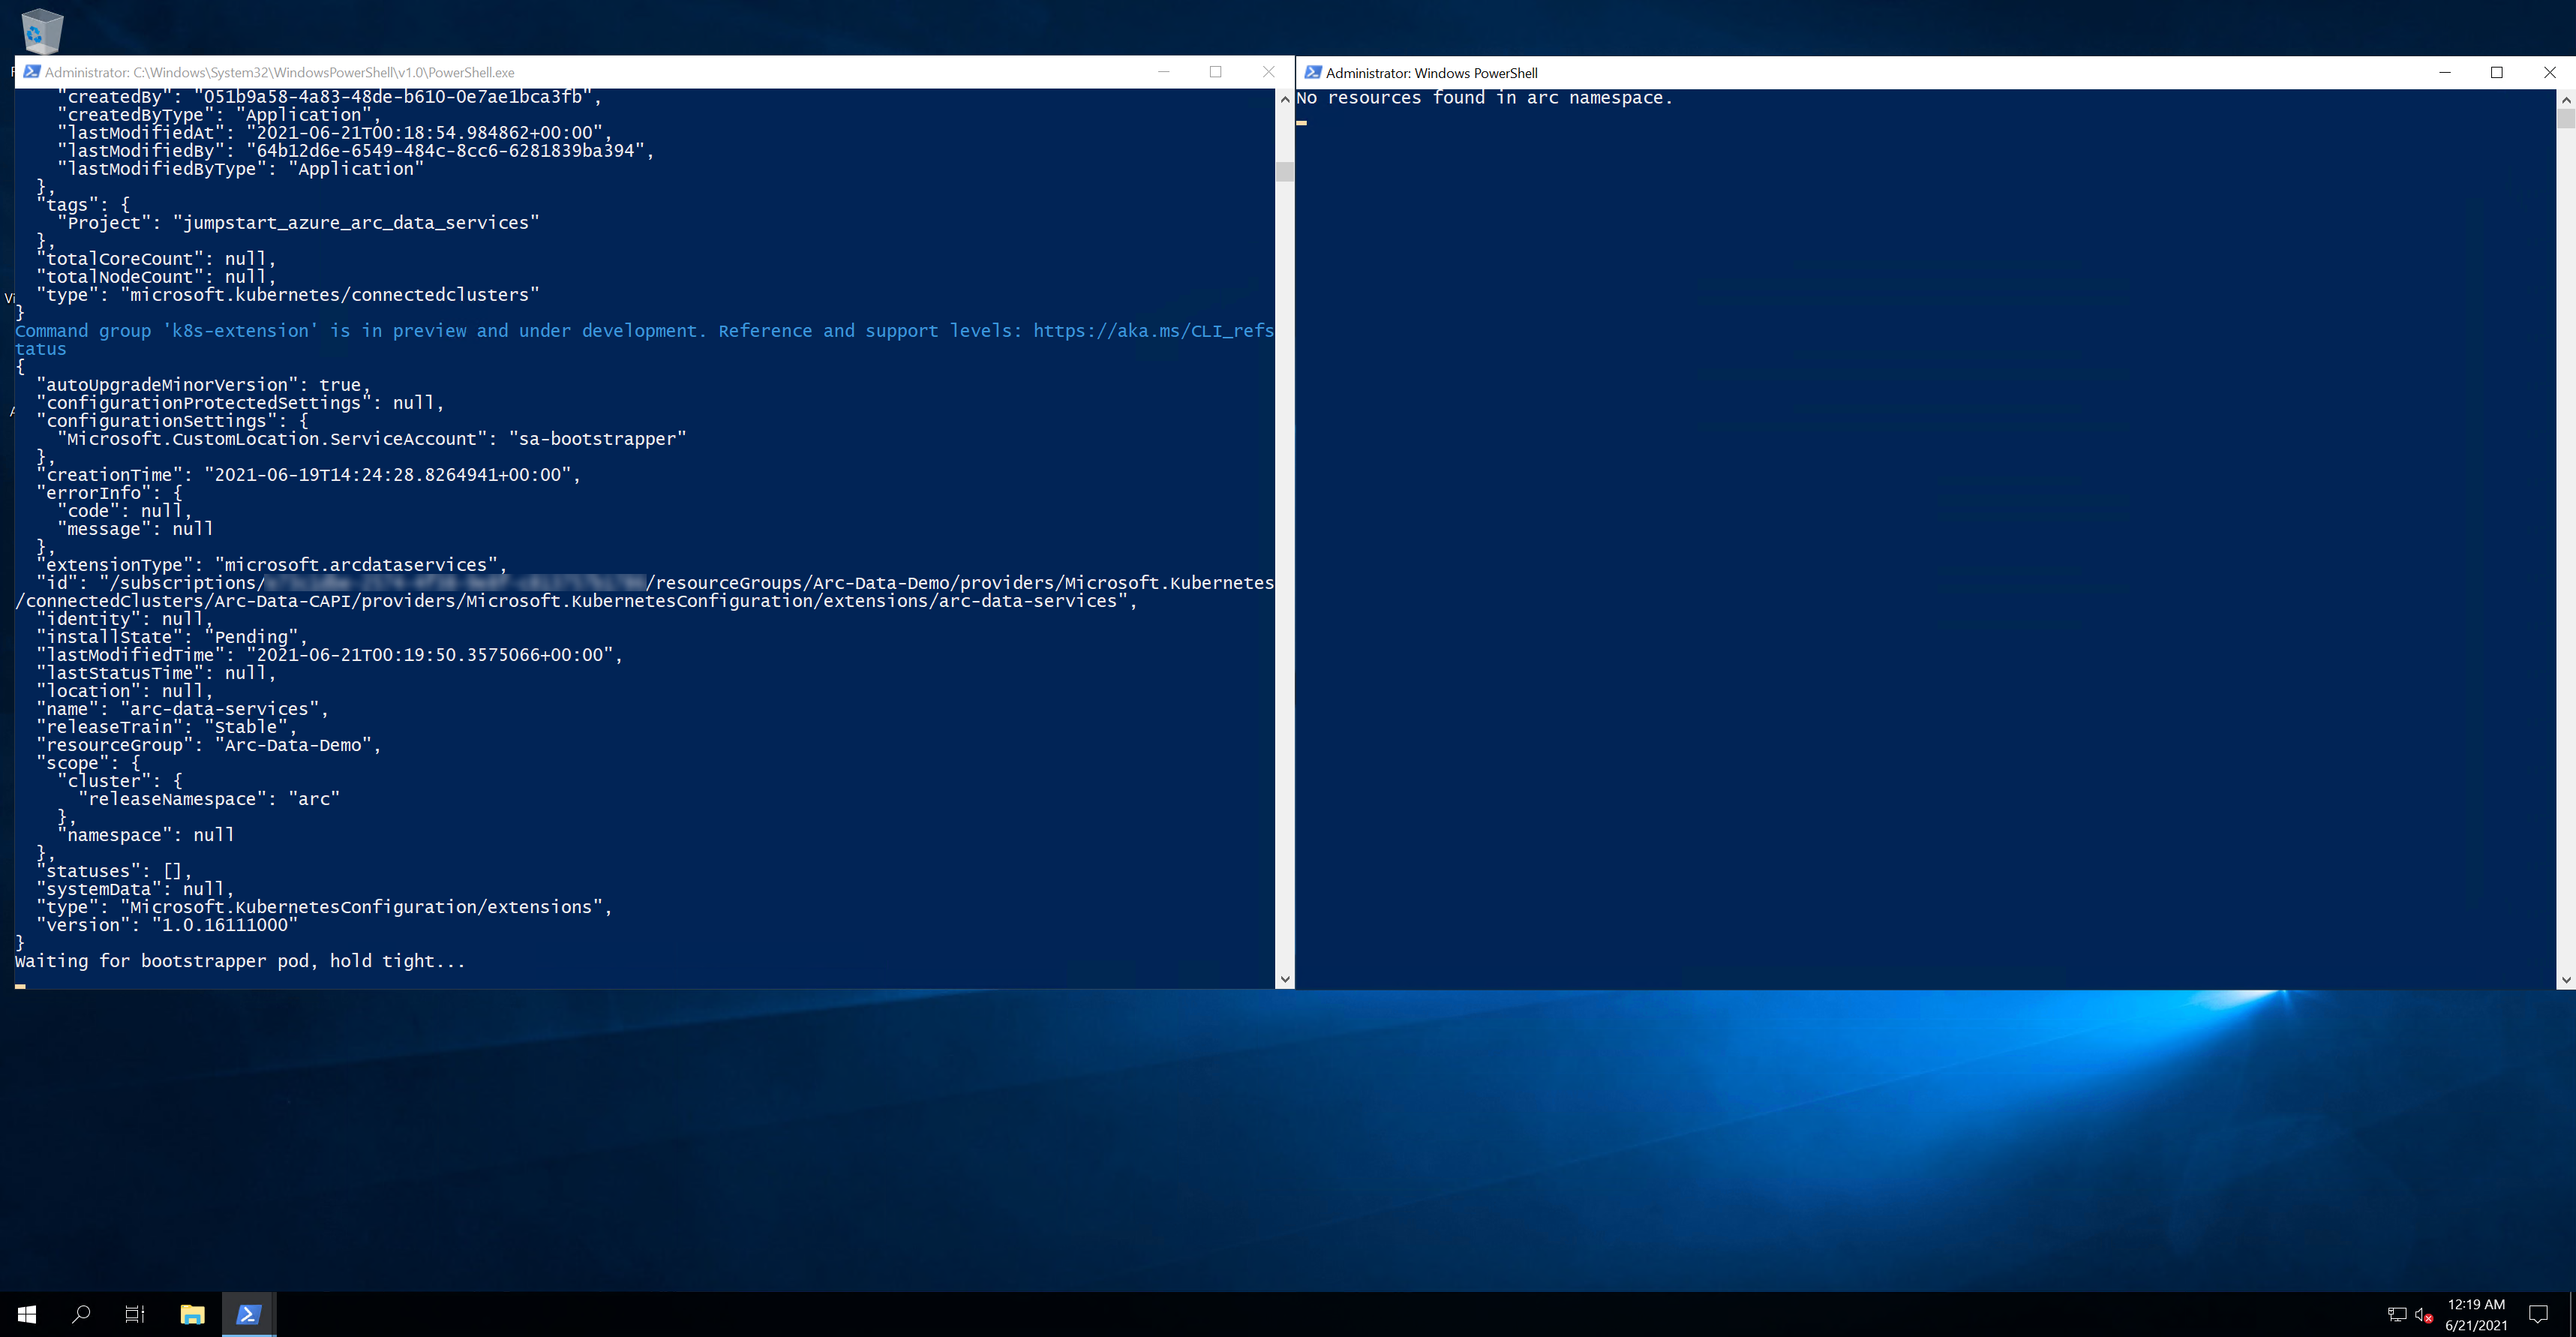 Administrator: C:\Windows\System32\WindowsPowerShell\v1.0\PowerShell.exe
"createdBy": "051b9a58-4a83-48de-b610-0e7ae1bca3fb",
"createdByType": "Application",
"lastModifiedAt": "2021-06-21T00:18:54.984862+00:00",
"lastModifiedBy": "64b12d6e-6549-484c-8cc6-6281839ba394",
"lastModifiedByType": "Application"
},
"tags": {
"Project": "jumpstart_azure_arc_data_services"
},
"totalCoreCount": null,
"totalNodeCount": null,
"type": "microsoft.kubernetes/connectedclusters"
}
Command group 'k8s-extension' is in preview and under development. Reference and support levels: https://aka.ms/CLI_refs
tatus
{
"autoUpgradeMinorVersion": true,
"configurationProtectedSettings": null,
"configurationSettings": {
"Microsoft.CustomLocation.ServiceAccount": "sa-bootstrapper"
},
"creationTime": "2021-06-19T14:24:28.8264941+00:00",
"errorInfo": {
"code": null,
"message": null
},
"extensionType": "microsoft.arcdataservices",
"id": "/subscriptions/ /resourceGroups/Arc-Data-Demo/providers/Microsoft.Kubernetes
/connectedClusters/Arc-Data-CAPI/providers/Microsoft.KubernetesConfiguration/extensions/arc-data-services",
"identity": null,
"installState": "Pending",
"lastModifiedTime": "2021-06-21T00:19:50.3575066+00:00",
"lastStatusTime": null,
"location": null,
"name": "arc-data-services",
"releaseTrain": "Stable",
"resourceGroup": "Arc-Data-Demo",
"scope": {
"cluster": {
"releaseNamespace": "arc"
},
"namespace": null
},
"statuses": [],
"systemData": null,
"type": "Microsoft.KubernetesConfiguration/extensions",
"version": "1.0.16111000"
}
Waiting for bootstrapper pod, hold tight...
Administrator: Windows PowerShell
No resources found in arc namespace.
12:19 AM
6/21/2021